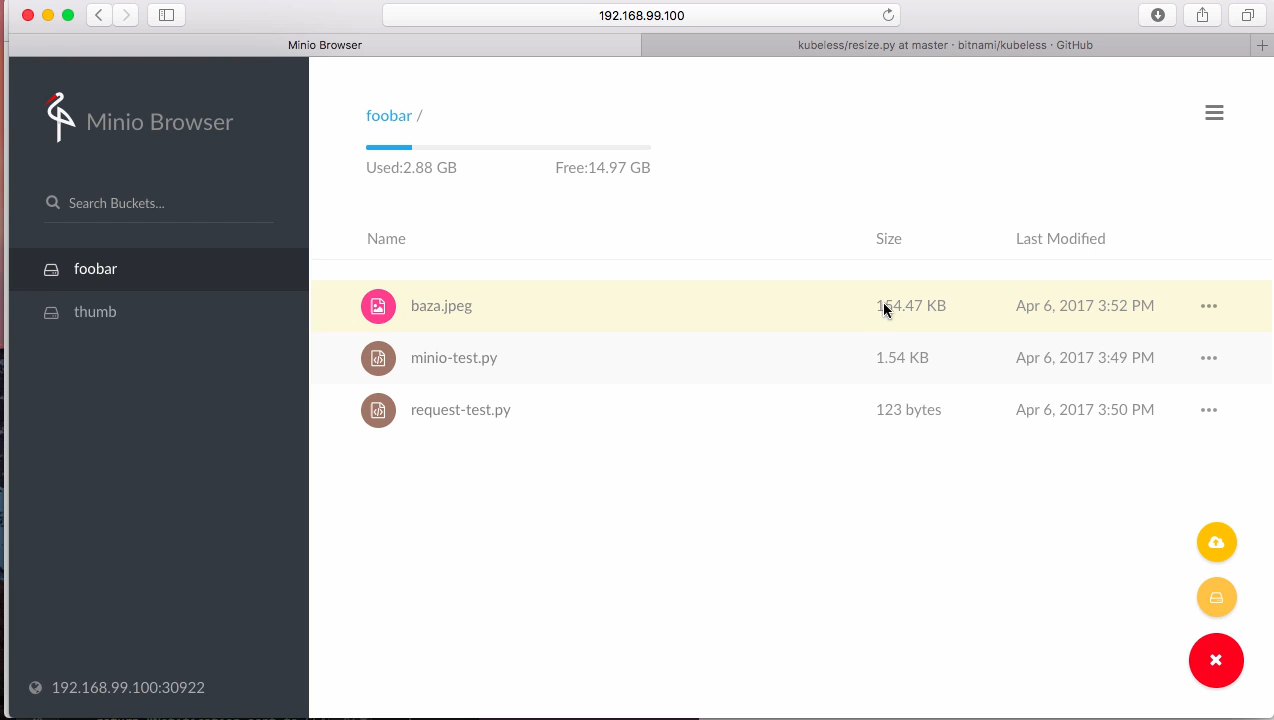 192.168.99.100
Minio Browser
kubeless/resize.py at master · bitnami/kubeless · GitHub
Minio Browser
Search Buckets...
foobar
thumb
192.168.99.100:30922
foobar /
Used:2.88 GB Free:14.97 GB
Name Size Last Modified
baza.jpeg 154.47 KB Apr 6, 2017 3:52 PM
minio-test.py 1.54 KB Apr 6, 2017 3:49 PM
request-test.py 123 bytes Apr 6, 2017 3:50 PM